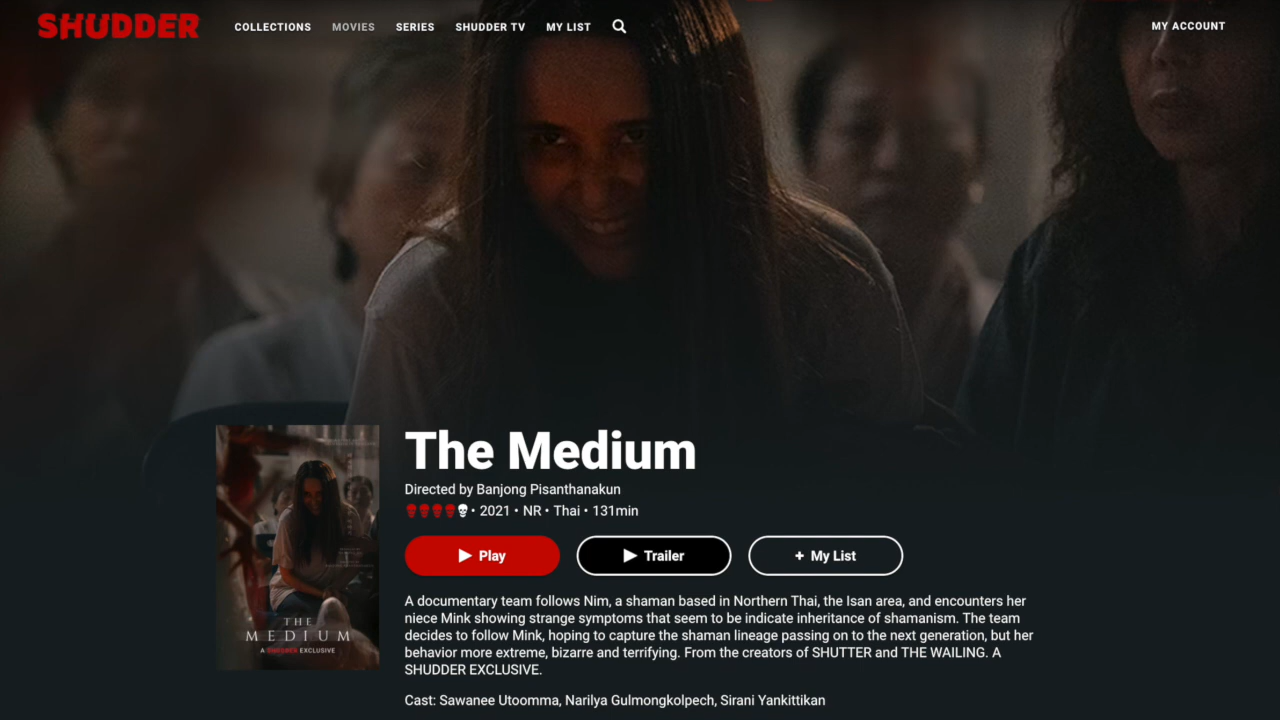 SHUDDER COLLECTIONS MOVIES SERIES SHUDDER TV MY LIST MY ACCOUNT
The Medium
Directed by Banjong Pisanthanakun
• 2021 • NR • Thai • 131min
Play Trailer + My List
A documentary team follows Nim, a shaman based in Northern Thai, the Isan area, and encounters her
niece Mink showing strange symptoms that seem to be indicate inheritance of shamanism. The team
decides to follow Mink, hoping to capture the shaman lineage passing on to the next generation, but her
behavior more extreme, bizarre and terrifying. From the creators of SHUTTER and THE WAILING. A
SHUDDER EXCLUSIVE.
Cast: Sawanee Utoomma, Narilya Gulmongkolpech, Sirani Yankittikan
THE
MEDIUM
A SHUDDER EXCLUSIVE